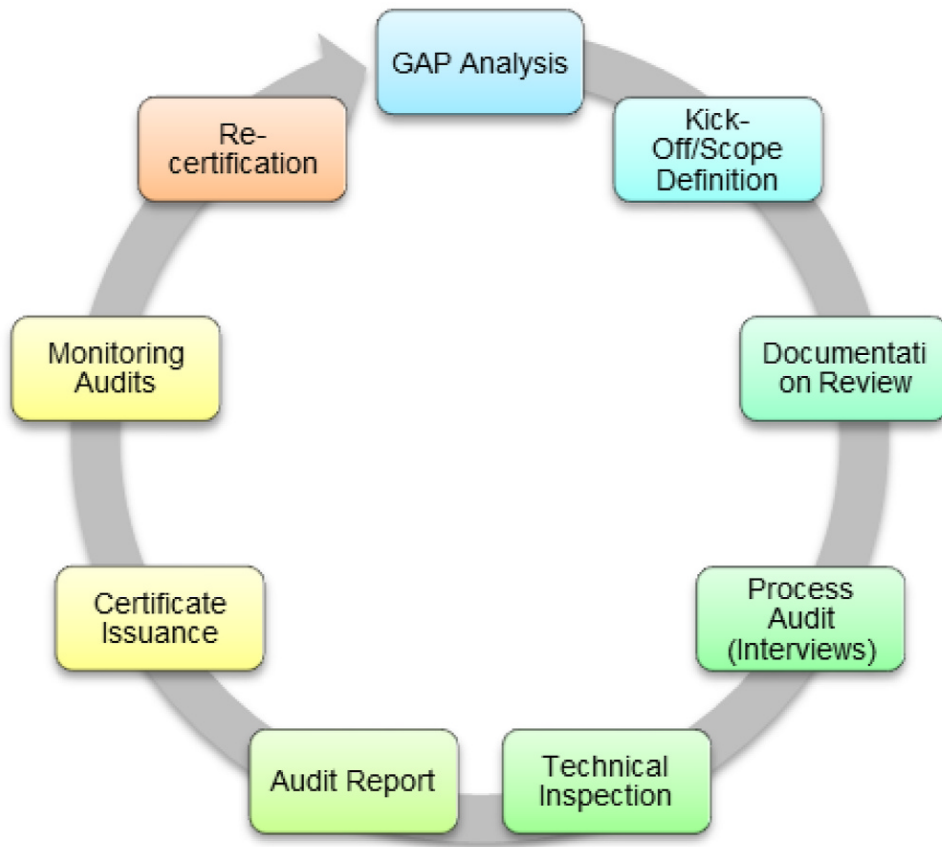 GAP Analysis
Kick-
Off/Scope
Definition
Documentati
on Review
Process
Audit
(Interviews)
Technical
Inspection
Audit Report
Certificate
Issuance
Monitoring
Audits
Re-
certification